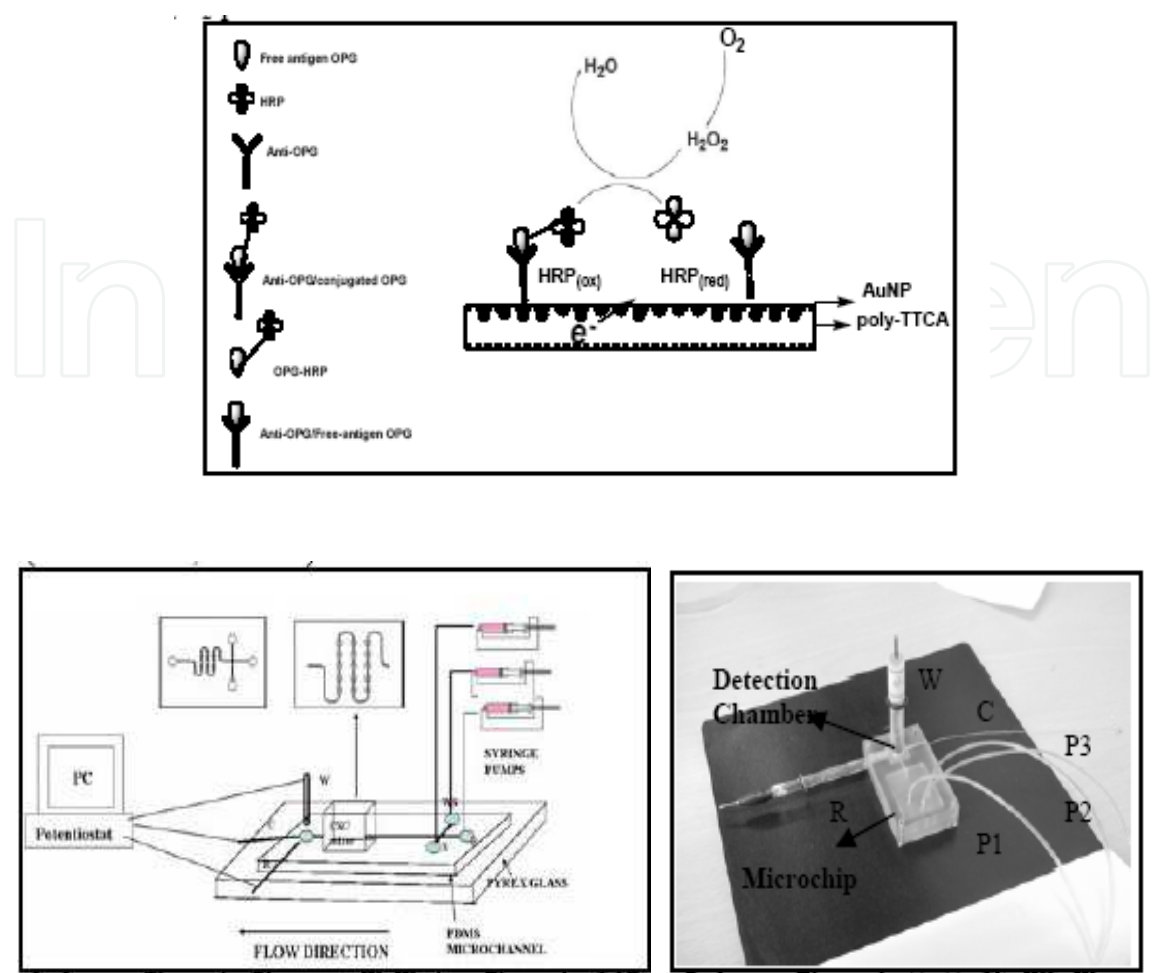 Free antigen OPG
HRP
Anti-OPG
Anti-OPG/conjugated OPG
OPG-HRP
Anti-OPG/Free-antigen OPG
O2
H2O
H2O2
HRP(ox)
HRP(red)
e-
AuNP
poly-TTCA
PC
Potentiostat
W
C
R
SYRINGE
PUMPS
PYREX GLASS
PDMS
MICROCHANNEL
FLOW DIRECTION
Detection
Chamber
W
C
P3
P2
P1
R
Microchip